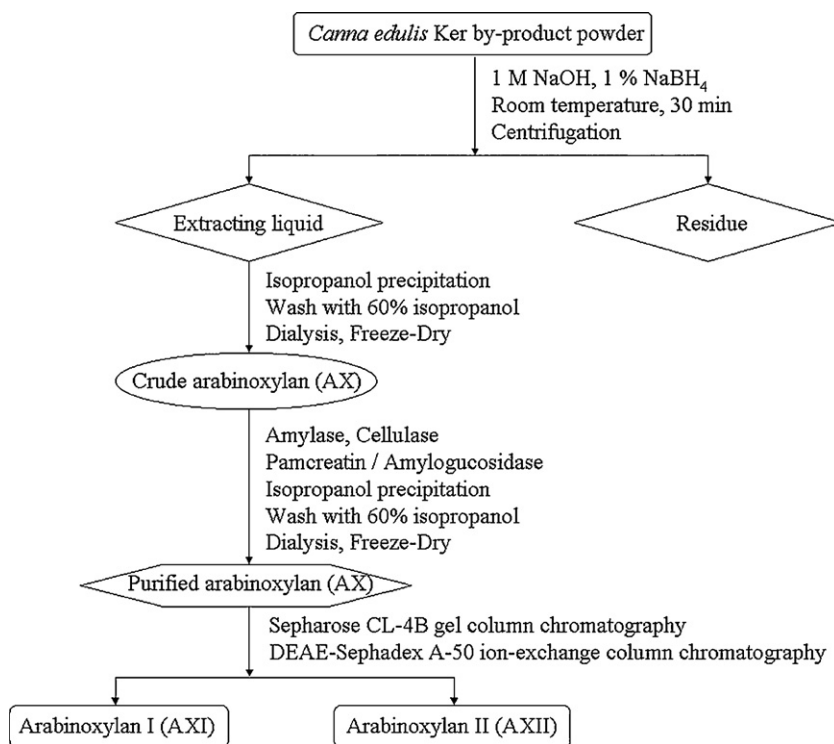 Canna edulis Ker by-product powder
1 M NaOH, 1 % NaBH4
Room temperature, 30 min
Centrifugation
Extracting liquid
Residue
Isopropanol precipitation
Wash with 60% isopropanol
Dialysis, Freeze-Dry
Crude arabinoxylan (AX)
Amylase, Cellulase
Pamcreatin / Amylogucosidase
Isopropanol precipitation
Wash with 60% isopropanol
Dialysis, Freeze-Dry
Purified arabinoxylan (AX)
Sepharose CL-4B gel column chromatography
DEAE-Sephadex A-50 ion-exchange column chromatography
Arabinoxylan I (AXI)
Arabinoxylan II (AXII)